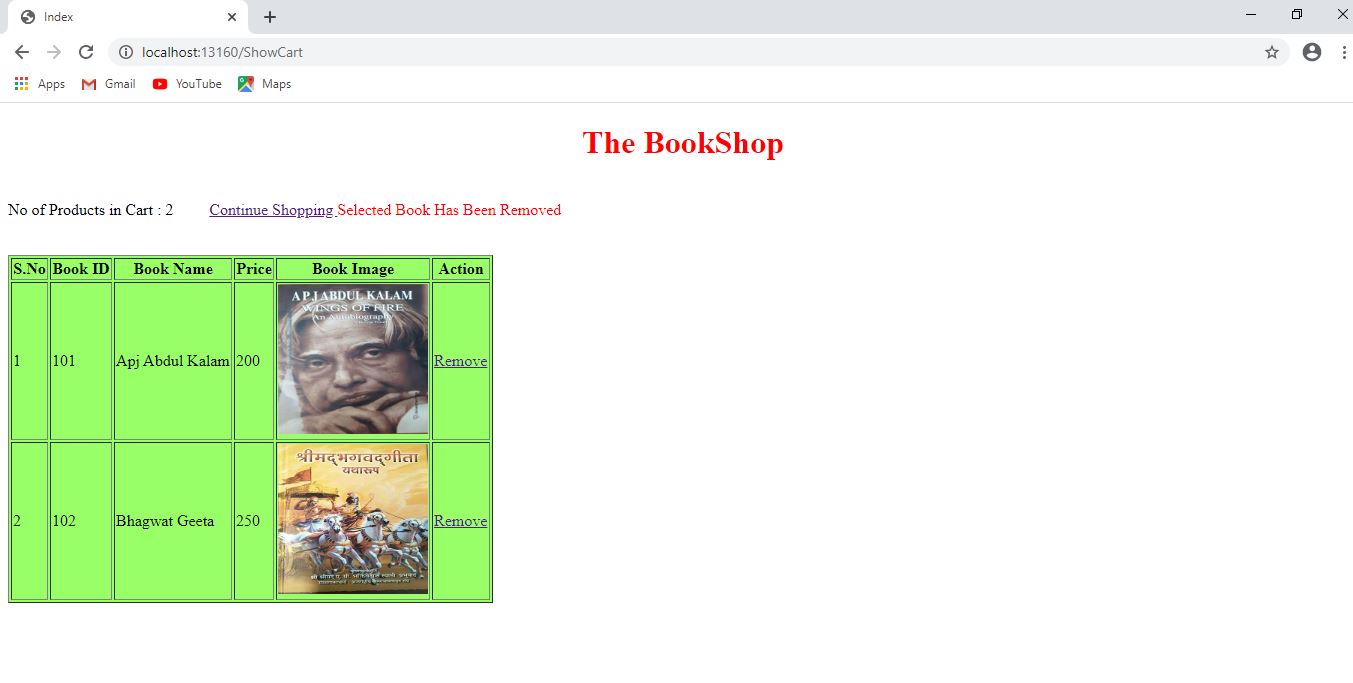 Index
localhost:13160/ShowCart
Apps Gmail YouTube Maps
The BookShop
No of Products in Cart : 2 Continue Shopping Selected Book Has Been Removed
S.No Book ID Book Name Price Book Image Action
A P J ABDUL KALAM
WINGS OF FIRE
An Autobiography
1 101 Apj Abdul Kalam 200 Remove
श्रीमद्भगवद्गीता
यथारूप
2 102 Bhagwat Geeta 250 Remove